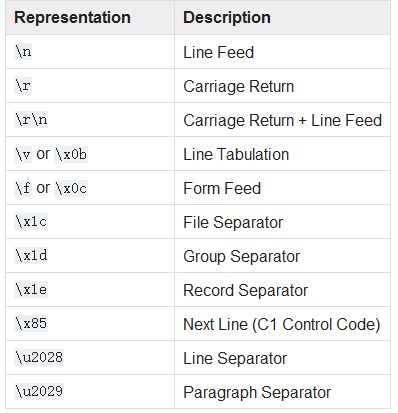 Representation Description
\n Line Feed
\r Carriage Return
\r\n Carriage Return + Line Feed
\v or \x0b Line Tabulation
\f or \x0c Form Feed
\x1c File Separator
\x1d Group Separator
\x1e Record Separator
\x85 Next Line (C1 Control Code)
\u2028 Line Separator
\u2029 Paragraph Separator